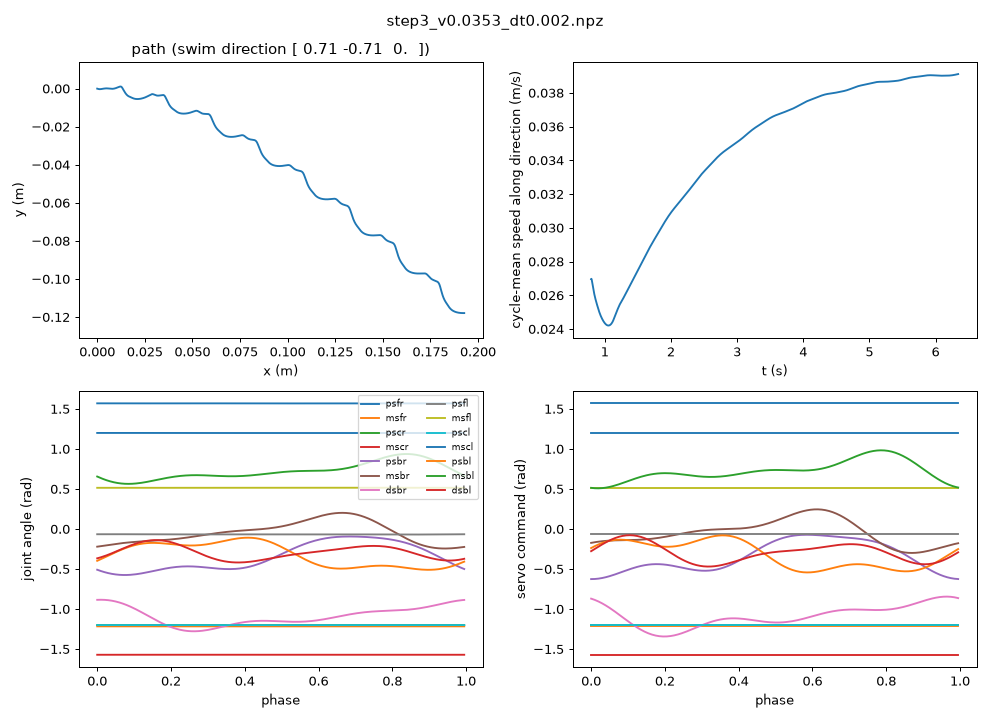 step3_v0.0353_dt0.002.npz
path (swim direction [ 0.71 -0.71  0.  ])
0.00
−0.02
−0.04
−0.06
−0.08
−0.10
−0.12
y (m)
0.000 0.025 0.050 0.075 0.100 0.125 0.150 0.175 0.200
x (m)
cycle-mean speed along direction (m/s)
0.038
0.036
0.034
0.032
0.030
0.028
0.026
0.024
1 2 3 4 5 6
t (s)
joint angle (rad)
1.5
1.0
0.5
0.0
−0.5
−1.0
−1.5
psfr psfl
msfr msfl
pscr pscl
mscr mscl
psbr psbl
msbr msbl
dsbr dsbl
0.0 0.2 0.4 0.6 0.8 1.0
phase
servo command (rad)
1.5
1.0
0.5
0.0
−0.5
−1.0
−1.5
0.0 0.2 0.4 0.6 0.8 1.0
phase